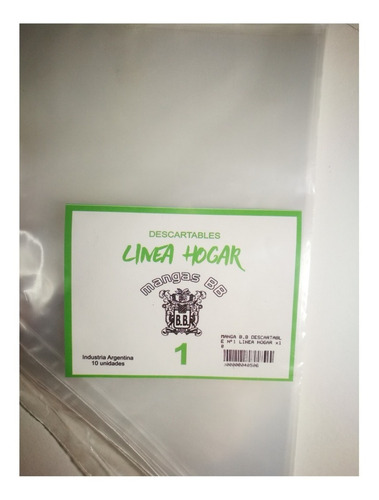 DESCARTABLES
LINEA HOGAR
mangas BB
B.B.
1
Industria Argentina
10 unidades
MANGA B.B DESCARTABL
E Nº1 LINEA HOGAR x1
0